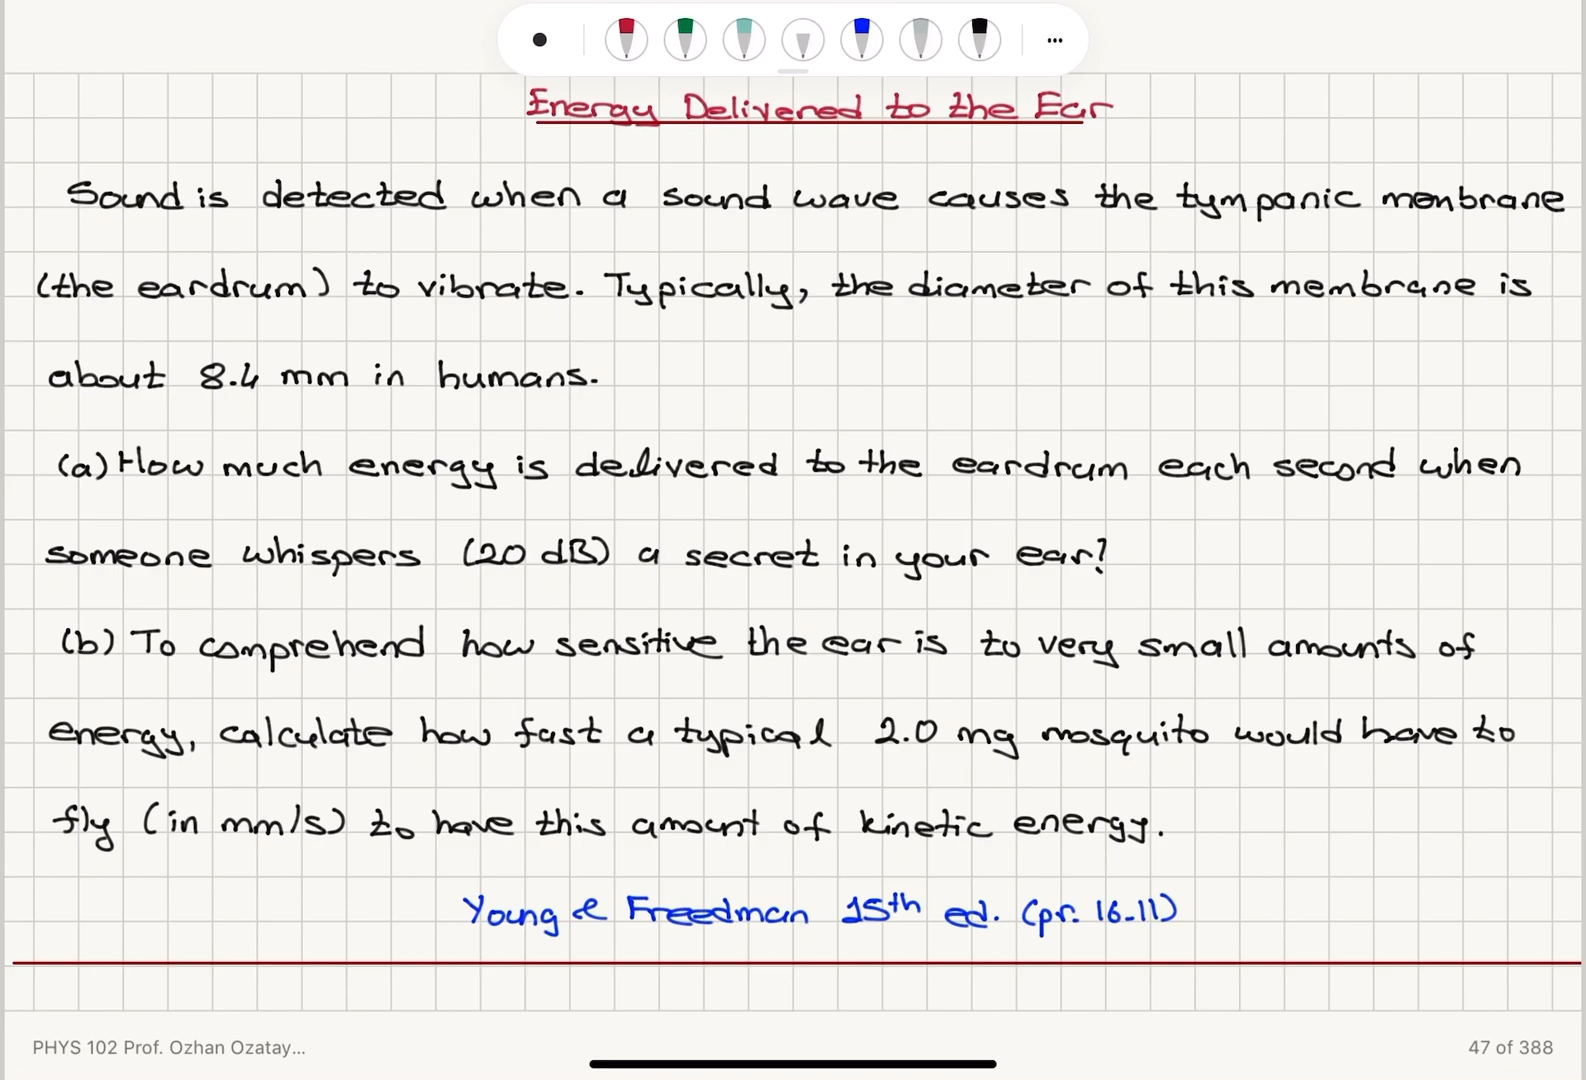 Energy Delivered to the Ear
Sound is detected when a sound wave causes the tympanic menbrane
(the eardrum) to vibrate. Typically, the diameter of this membrane is
about 8.4 mm in humans.
(a) How much energy is delivered to the eardrum each second when
someone whispers (20 dB) a secret in your ear?
(b) To comprehend how sensitive the ear is to very small amounts of
energy, calculate how fast a typical 2.0 mg mosquito would have to
fly (in mm/s) to have this amount of kinetic energy.
Young & Freedman 15th ed. (pr. 16-11)
PHYS 102 Prof. Ozhan Ozatay...
47 of 388